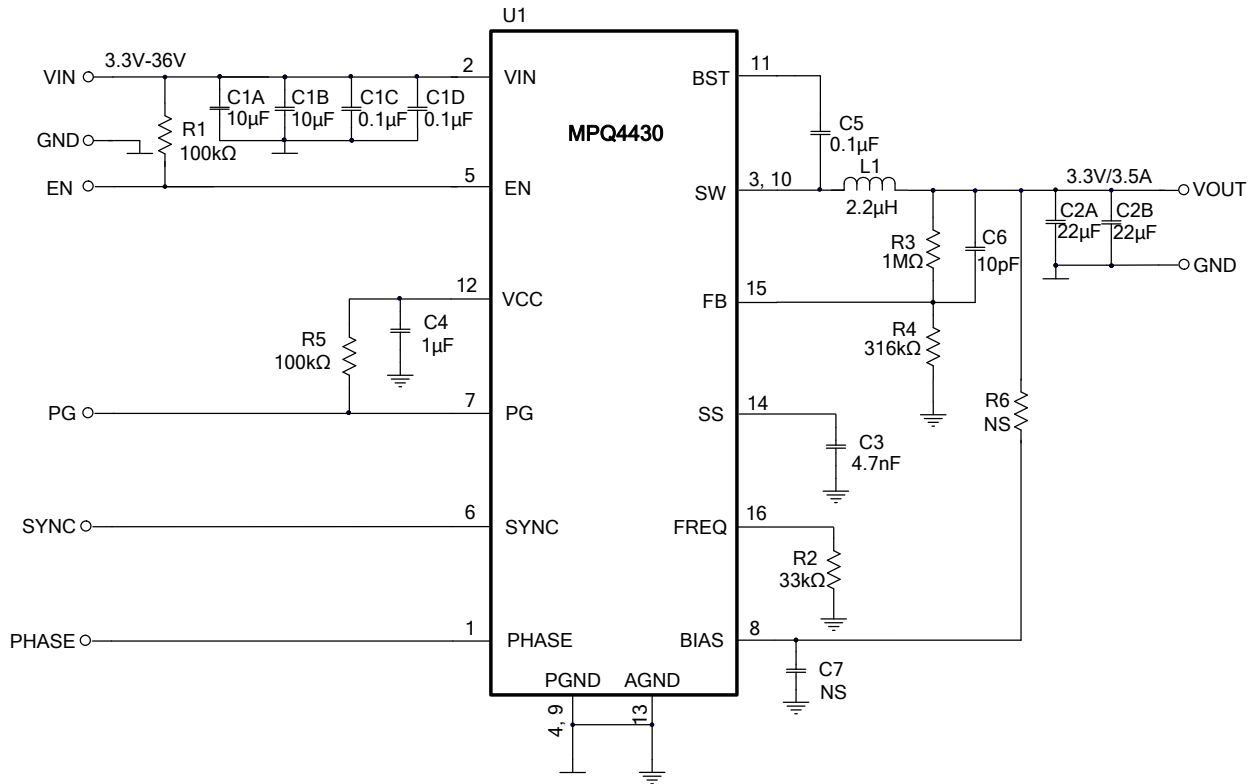 U1
VIN
3.3V-36V
2
VIN
C1A
10µF
C1B
10µF
C1C
0.1µF
C1D
0.1µF
R1
100kΩ
GND
EN
5
EN
MPQ4430
BST
11
C5
0.1µF
SW
3, 10
L1
2.2µH
3.3V/3.5A
VOUT
C2A
22µF
C2B
22µF
GND
R3
1MΩ
C6
10pF
FB
15
R4
316kΩ
12
VCC
C4
1µF
R5
100kΩ
PG
7
PG
SS
14
C3
4.7nF
R6
NS
SYNC
6
SYNC
FREQ
16
R2
33kΩ
PHASE
1
PHASE
BIAS
8
C7
NS
PGND
AGND
4, 9
13